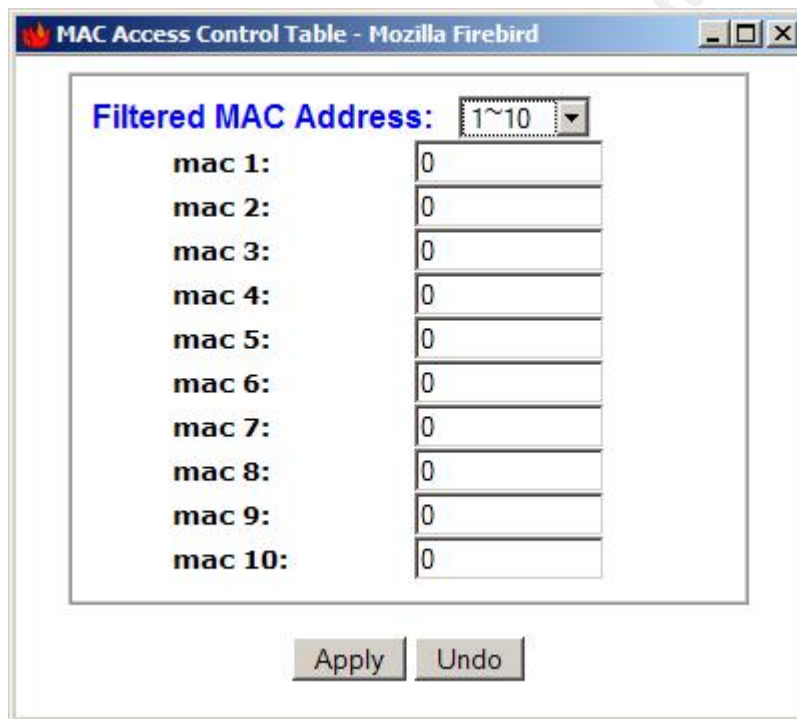 MAC Access Control Table - Mozilla Firebird
Filtered MAC Address: 1~10
mac 1: 0
mac 2: 0
mac 3: 0
mac 4: 0
mac 5: 0
mac 6: 0
mac 7: 0
mac 8: 0
mac 9: 0
mac 10: 0
Apply Undo